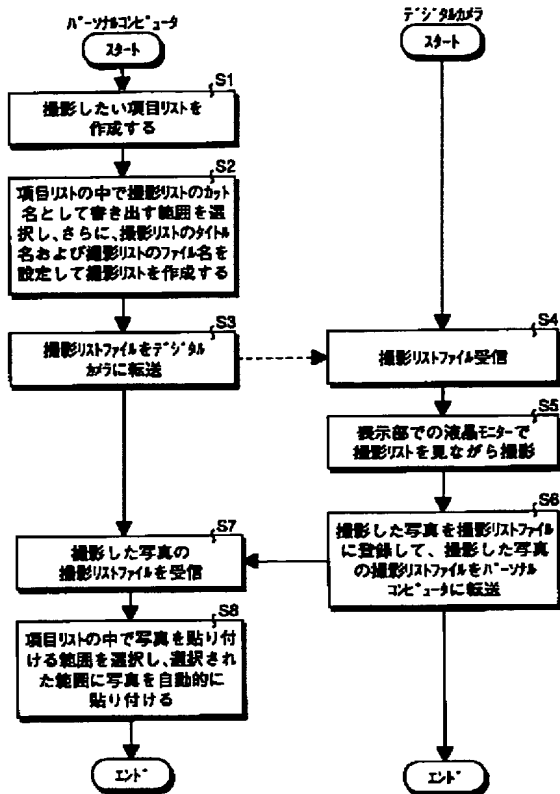 パーソナルコンピュータ
スタート
S1
撮影したい項目リストを
作成する
S2
項目リストの中で撮影リストのカット
名として書き出す範囲を選
択し、さらに、撮影リストのタイトル
名および撮影リストのファイル名を
設定して撮影リストを作成する
S3
撮影リストファイルをデジタル
カメラに転送
S7
撮影した写真の
撮影リストファイルを受信
S8
項目リストの中で写真を貼り付
ける範囲を選択し、選択され
た範囲に写真を自動的に
貼り付ける
エンド
デジタルカメラ
スタート
S4
撮影リストファイル受信
S5
表示部での液晶モニターで
撮影リストを見ながら撮影
S6
撮影した写真を撮影リストファイル
に登録して、撮影した写真
の撮影リストファイルをパーソナル
コンピュータに転送
エンド